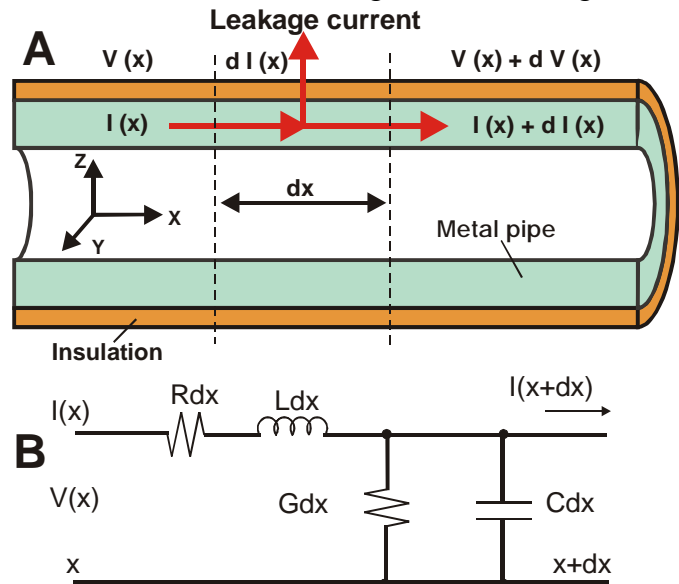 Leakage current
A
V (x) d I (x) V (x) + d V (x)
I (x) I (x) + d I (x)
Z
dx
X
Y
Metal pipe
Insulation
I(x) Rdx Ldx I(x+dx)
B
V(x) Gdx Cdx
x x+dx